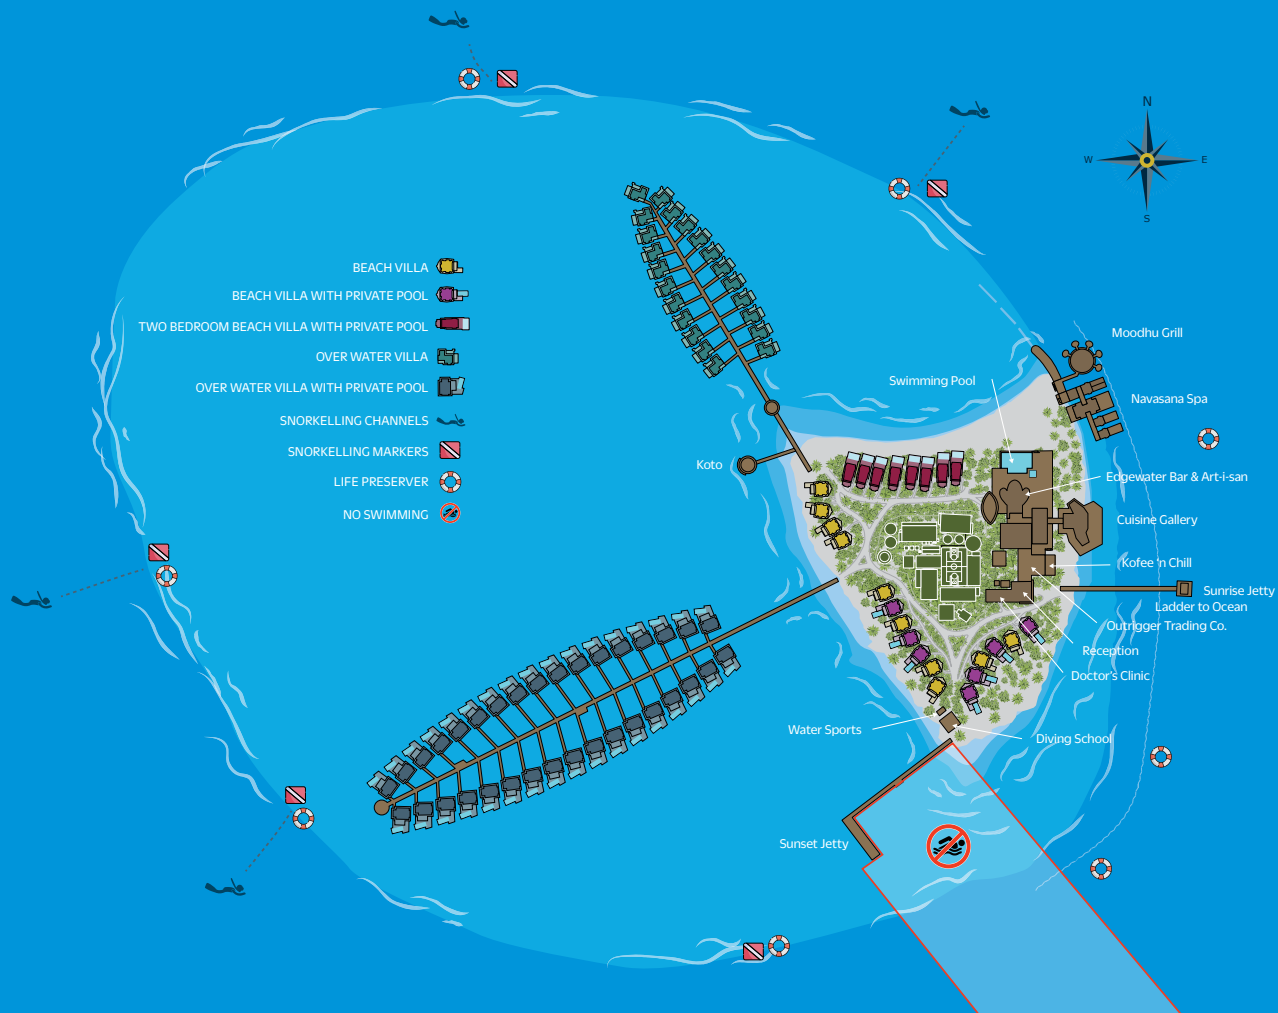 N
W
E
S
BEACH VILLA
BEACH VILLA WITH PRIVATE POOL
TWO BEDROOM BEACH VILLA WITH PRIVATE POOL
OVER WATER VILLA
OVER WATER VILLA WITH PRIVATE POOL
SNORKELLING CHANNELS
SNORKELLING MARKERS
LIFE PRESERVER
NO SWIMMING
Moodhu Grill
Swimming Pool
Navasana Spa
Koto
Edgewater Bar & Art-i-san
Cuisine Gallery
Kofee 'n Chill
Sunrise Jetty
Ladder to Ocean
Outrigger Trading Co.
Reception
Doctor's Clinic
Water Sports
Diving School
Sunset Jetty